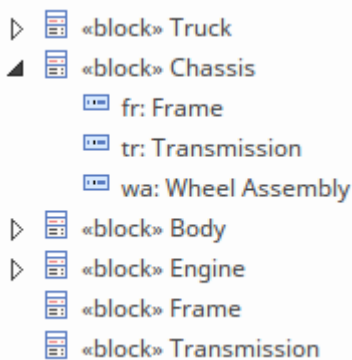 «block» Truck
«block» Chassis
fr: Frame
tr: Transmission
wa: Wheel Assembly
«block» Body
«block» Engine
«block» Frame
«block» Transmission